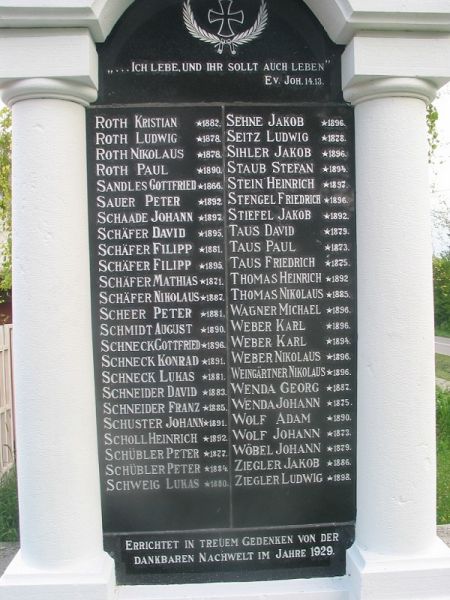 „...ICH LEBE, UND IHR SOLLT AUCH LEBEN"
EV. JOH. 14.13.
ROTH KRISTIAN *1882.
ROTH LUDWIG *1878.
ROTH NIKOLAUS *1878.
ROTH PAUL *1890.
SANDLES GOTTFRIED *1866.
SAUER PETER *1892.
SCHAADE JOHANN *1897.
SCHÄFER DAVID *1895.
SCHÄFER FILIPP *1881.
SCHÄFER FILIPP *1895.
SCHÄFER MATHIAS *1871.
SCHÄFER NIKOLAUS *1887.
SCHEER PETER *1881.
SCHMIDT AUGUST *1890.
SCHNECK GOTTFRIED *1896.
SCHNECK KONRAD *1891.
SCHNECK LUKAS *1881.
SCHNEIDER DAVID *1883.
SCHNEIDER FRANZ *1885.
SCHUSTER JOHANN *1891.
SCHOLL HEINRICH *1892.
SCHÜBLER PETER *1877.
SCHÜBLER PETER *1884.
SCHWEIG LUKAS *1880.
SEHNE JAKOB *1896.
SEITZ LUDWIG *1878.
SIHLER JAKOB *1896.
STAUB STEFAN *1894.
STEIN HEINRICH *1897.
STENGEL FRIEDRICH *1896.
STIEFEL JAKOB *1892.
TAUS DAVID *1879.
TAUS PAUL *1873.
TAUS FRIEDRICH *1875.
THOMAS HEINRICH *1892
THOMAS NIKOLAUS *1885.
WAGNER MICHAEL *1896.
WEBER KARL *1896.
WEBER KARL *1894.
WEBER NIKOLAUS *1896.
WEINGÄRTNER NIKOLAUS *1896.
WENDA GEORG *1882.
WENDA JOHANN *1875.
WOLF ADAM *1890.
WOLF JOHANN *1873.
WÖBEL JOHANN *1879.
ZIEGLER JAKOB *1886.
ZIEGLER LUDWIG *1898.
ERRICHTET IN TREUEM GEDENKEN VON DER
DANKBAREN NACHWELT IM JAHRE 1929.